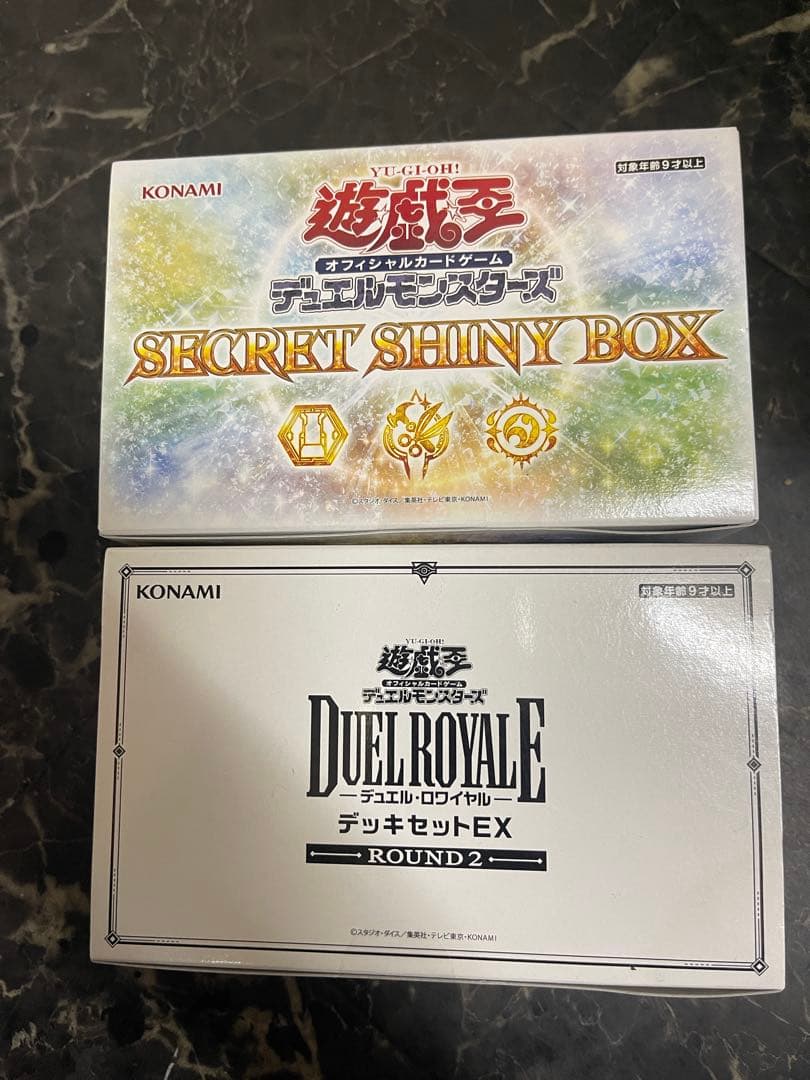 KONAMI
YU-GI-OH!
対象年齢9才以上
遊☆戯☆王
オフィシャルカードゲーム
デュエルモンスターズ
SECRET SHINY BOX
©スタジオ・ダイス／集英社・テレビ東京・KONAMI
KONAMI
対象年齢9才以上
YU-GI-OH!
遊☆戯☆王
オフィシャルカードゲーム
デュエルモンスターズ
DUEL ROYALE
デュエル・ロワイヤル
デッキセットEX
ROUND 2
©スタジオ・ダイス／集英社・テレビ東京・KONAMI